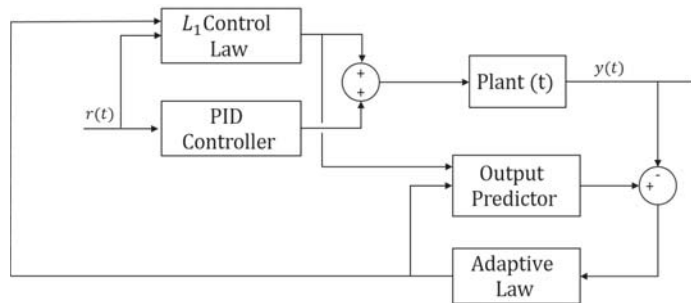 L₁ Control
Law
+
+
Plant (t)
y(t)
r(t)
PID
Controller
Output
Predictor
+
-
Adaptive
Law